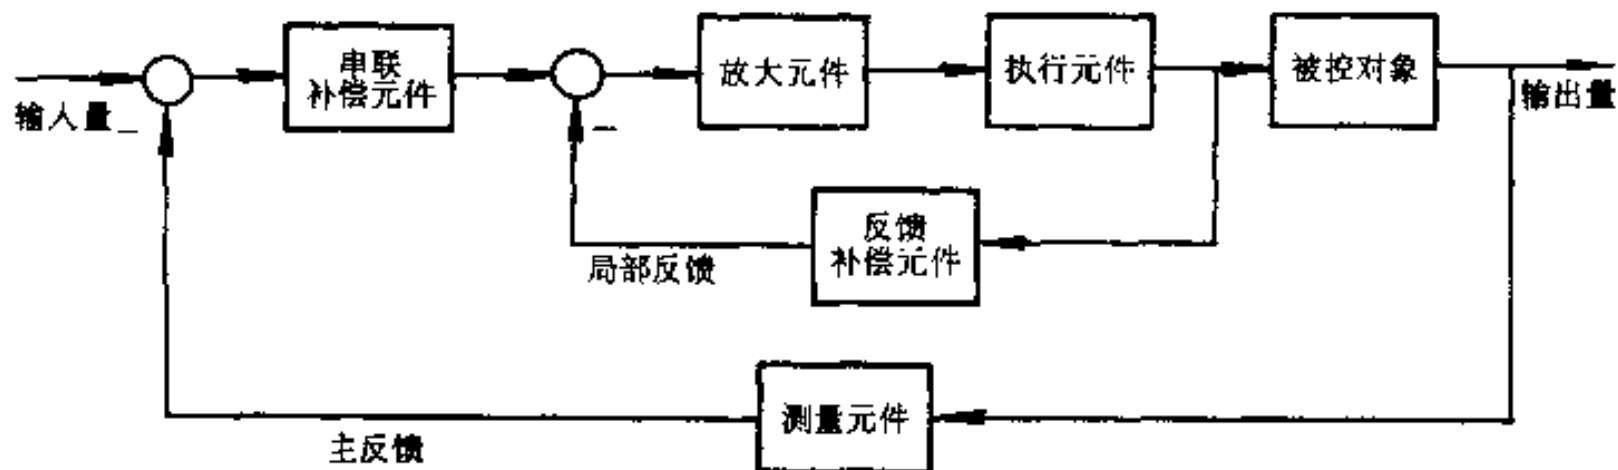 串联
补偿元件
放大元件
执行元件
被控对象
输人量
输出量
反馈
补偿元件
局部反馈
测量元件
主反馈